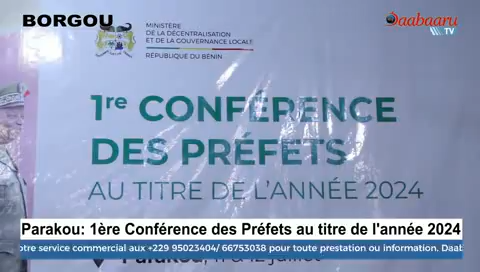 BORGOU
Daabaaru
TV
MINISTÈRE
DE LA DÉCENTRALISATION
ET DE LA GOUVERNANCE LOCALE
RÉPUBLIQUE DU BÉNIN
1re CONFÉRENCE
DES PRÉFETS
AU TITRE DE L'ANNÉE 2024
Parakou: 1ère Conférence des Préfets au titre de l'année 2024
otre service commercial aux +229 95023404/ 66753038 pour toute prestation ou information. Daab